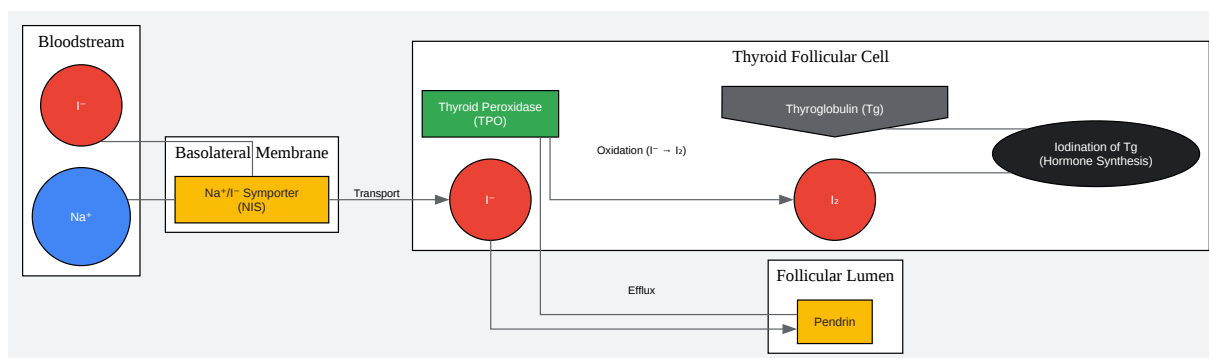 Bloodstream
I⁻
Na⁺
Basolateral Membrane
Na⁺/I⁻ Symporter
(NIS)
Transport
Thyroid Follicular Cell
Thyroid Peroxidase
(TPO)
I⁻
Oxidation (I⁻ → I₂)
Thyroglobulin (Tg)
I₂
Iodination of Tg
(Hormone Synthesis)
Efflux
Follicular Lumen
Pendrin